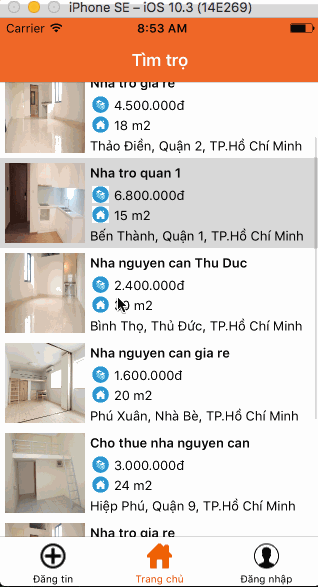 iPhone SE – iOS 10.3 (14E269)
Carrier 8:53 AM
Tìm trọ
Nha tro gia re
4.500.000đ
18 m2
Thảo Điền, Quận 2, TP.Hồ Chí Minh
Nha tro quan 1
6.800.000đ
15 m2
Bến Thành, Quận 1, TP.Hồ Chí Minh
Nha nguyen can Thu Duc
2.400.000đ
m2
Bình Thọ, Thủ Đức, TP.Hồ Chí Minh
Nha nguyen can gia re
1.600.000đ
20 m2
Phú Xuân, Nhà Bè, TP.Hồ Chí Minh
Cho thue nha nguyen can
3.000.000đ
24 m2
Hiệp Phú, Quận 9, TP.Hồ Chí Minh
Nha tro gia re
Đăng tin Trang chủ Đăng nhập